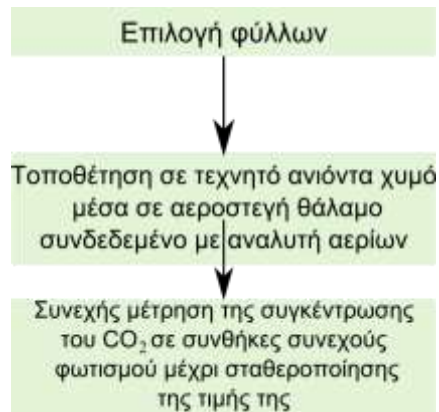 Επιλογή φύλλων
Τοποθέτηση σε τεχνητό ανιόντα χυμό
μέσα σε αεροστεγή θάλαμο
συνδεδεμένο με αναλυτή αερίων
Συνεχής μέτρηση της συγκέντρωσης
του CO₂ σε συνθήκες συνεχούς
φωτισμού μέχρι σταθεροποίησης
της τιμής της